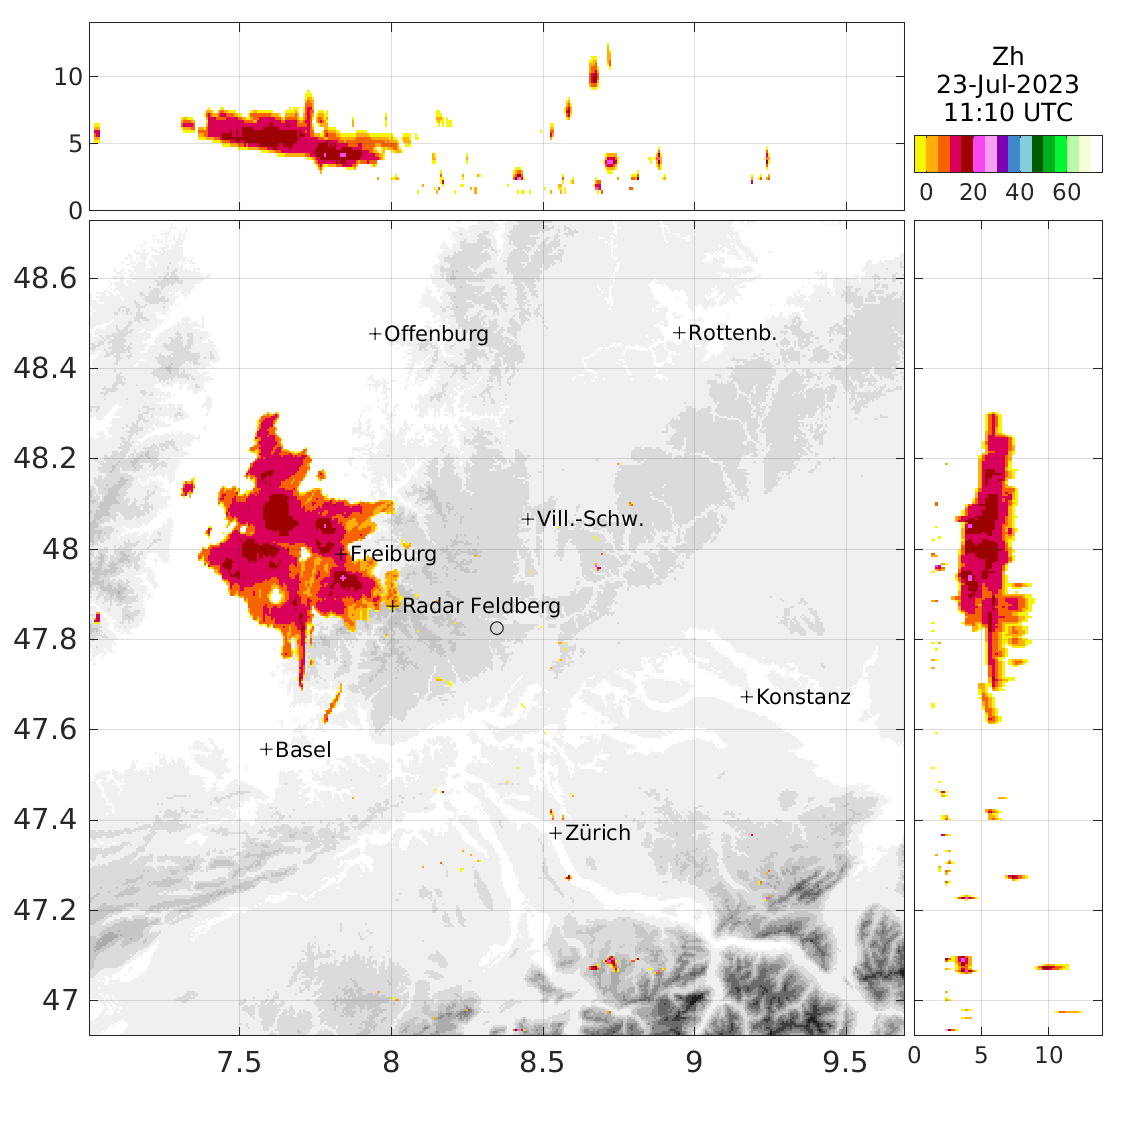 10
5
0
Zh
23-Jul-2023
11:10 UTC
0 20 40 60
48.6
48.4
48.2
48
47.8
47.6
47.4
47.2
47
+Offenburg
+Rottenb.
+Vill.-Schw.
+Freiburg
+Radar Feldberg
+Konstanz
+Basel
+Zürich
7.5 8 8.5 9 9.5
0 5 10